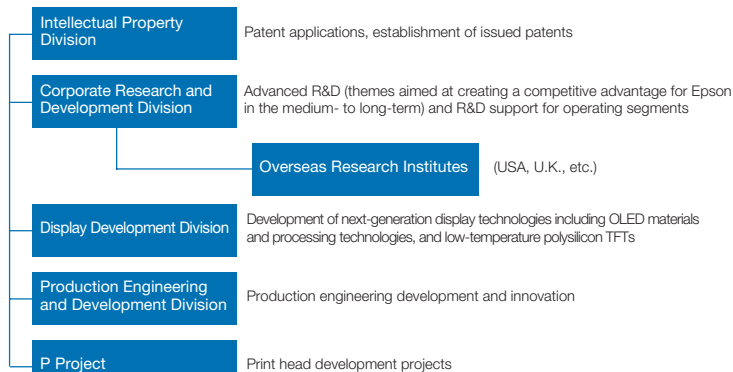 Intellectual Property
Division
Patent applications, establishment of issued patents
Corporate Research and
Development Division
Advanced R&D (themes aimed at creating a competitive advantage for Epson
in the medium- to long-term) and R&D support for operating segments
Overseas Research Institutes
(USA, U.K., etc.)
Display Development Division
Development of next-generation display technologies including OLED materials
and processing technologies, and low-temperature polysilicon TFTs
Production Engineering
and Development Division
Production engineering development and innovation
P Project
Print head development projects